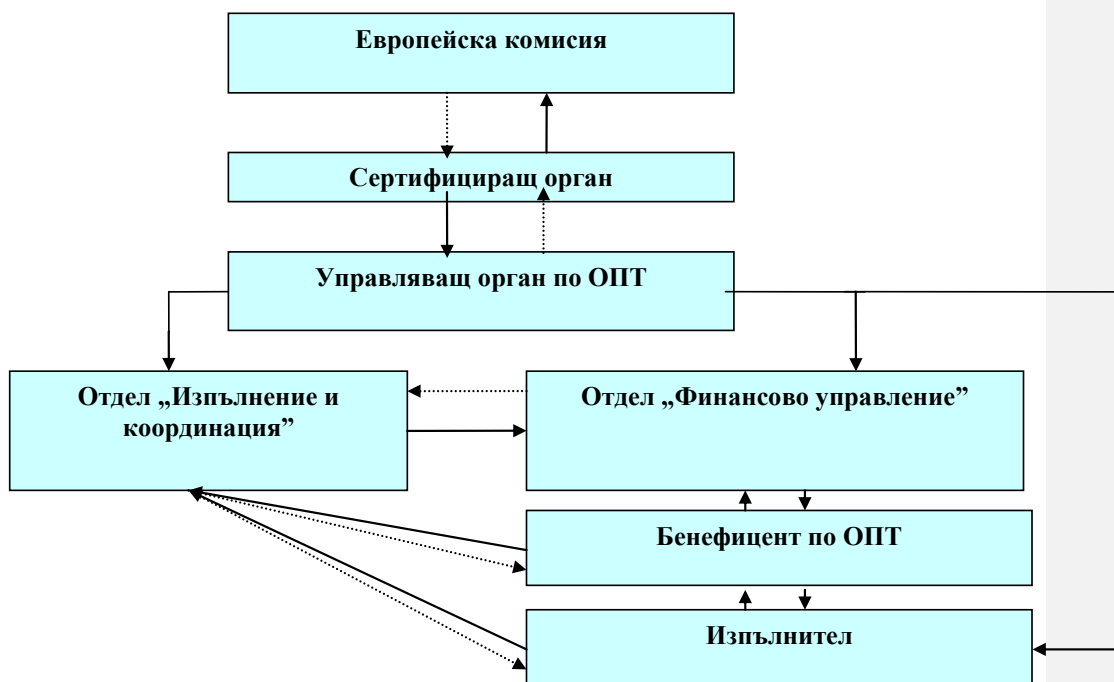 Европейска комисия
Сертифициращ орган
Управляващ орган по ОПТ
Отдел „Изпълнение и
координация”
Отдел „Финансово управление”
Бенефицент по ОПТ
Изпълнител